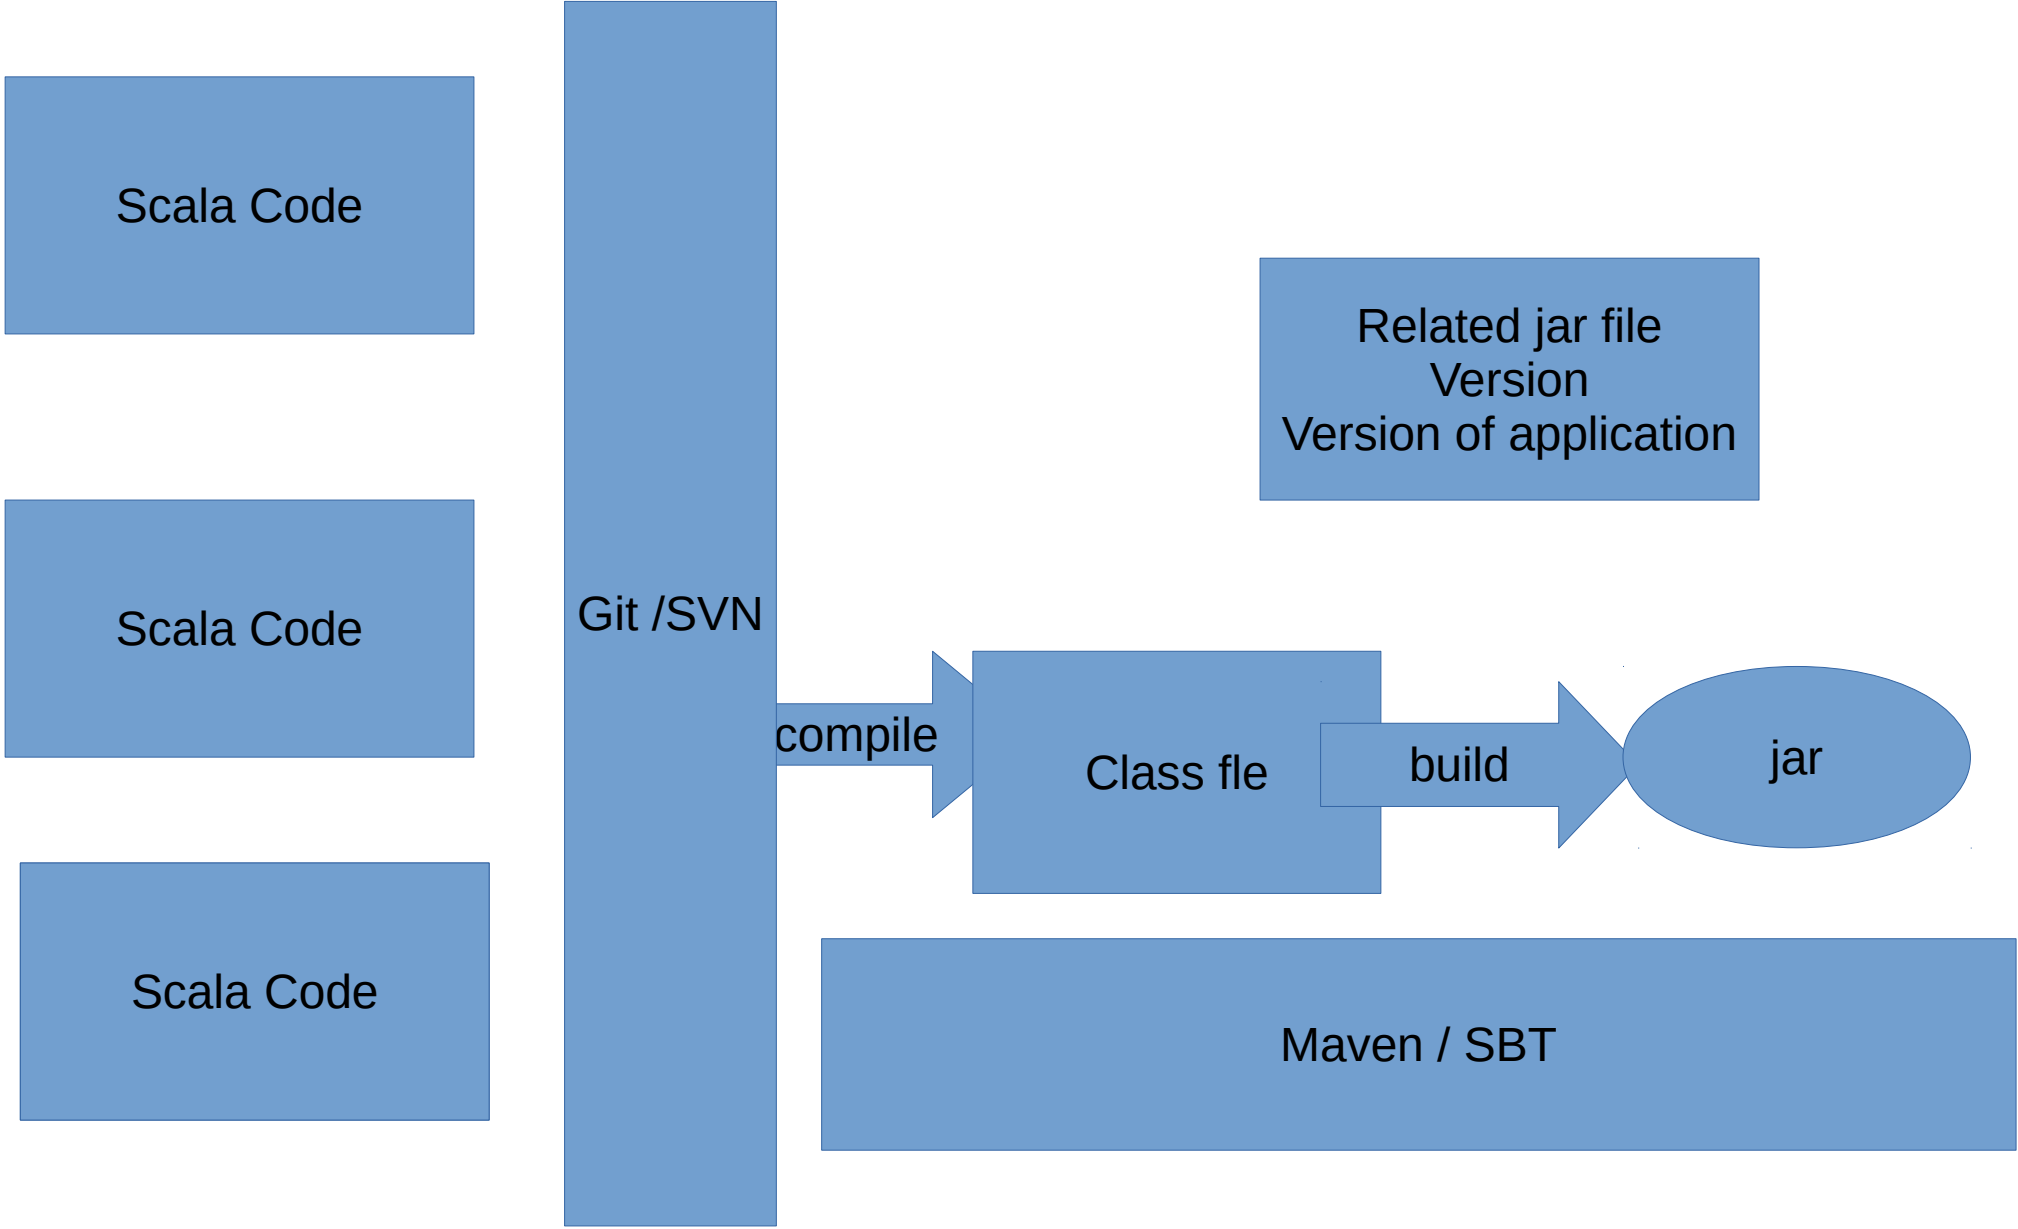 Scala Code
Scala Code
Scala Code
Git /SVN
compile
Class fle
build
jar
Related jar file
Version
Version of application
Maven / SBT